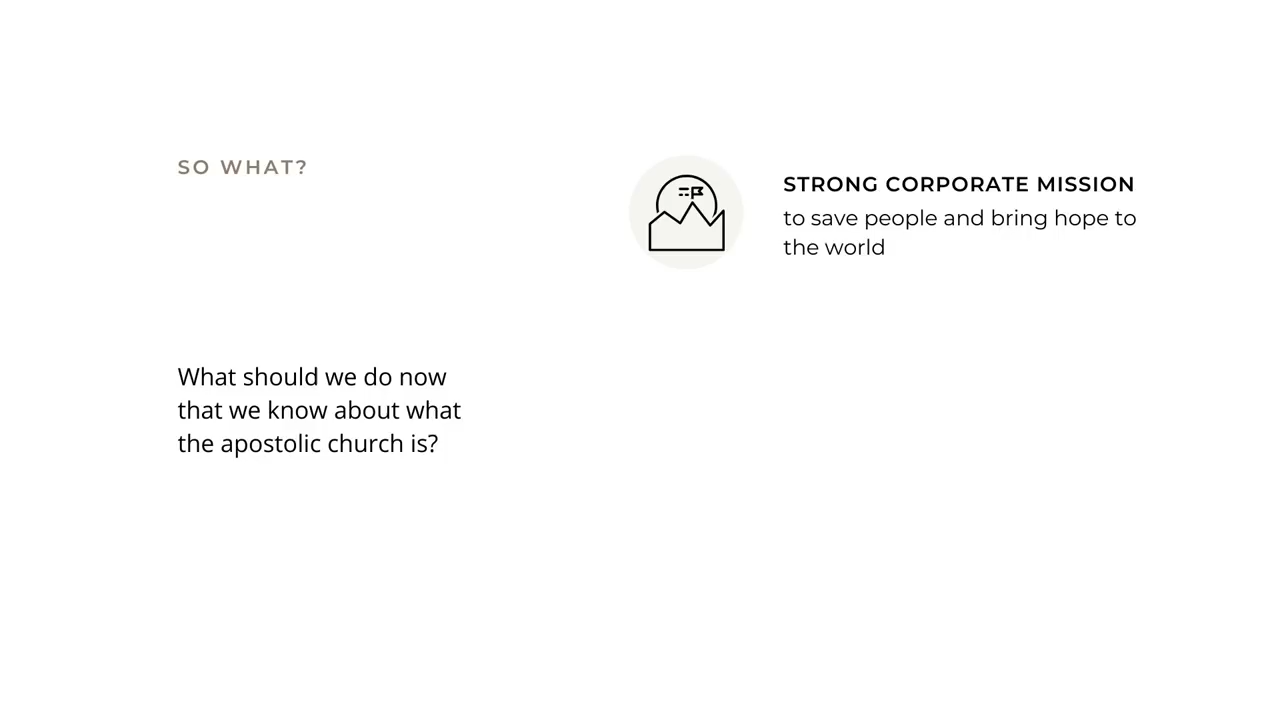 SO WHAT?
STRONG CORPORATE MISSION
to save people and bring hope to
the world
What should we do now
that we know about what
the apostolic church is?